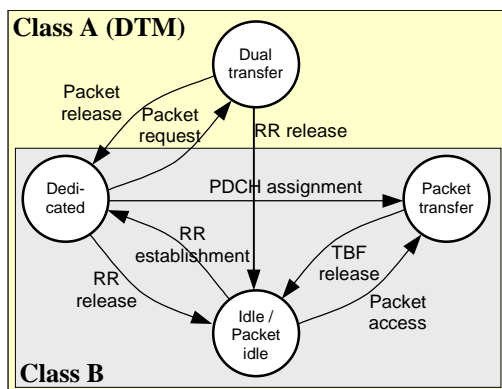 Class A (DTM)
Dual
transfer
Packet
release
Packet
request
RR release
Dedi-
cated
PDCH assignment
Packet
transfer
RR
establishment
TBF
release
RR
release
Packet
access
Idle /
Packet
idle
Class B